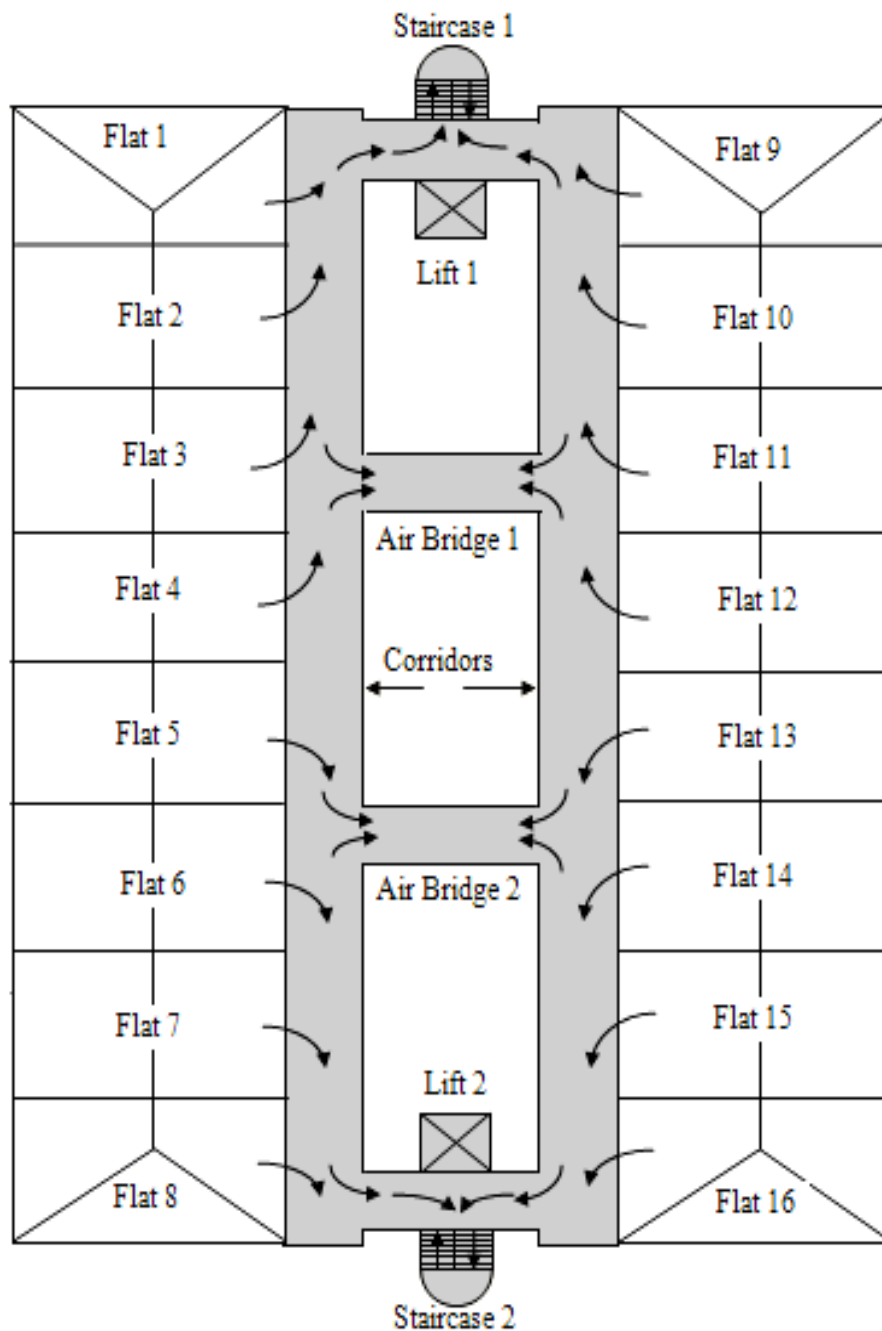 Staircase 1
Flat 1
Flat 9
Lift 1
Flat 2
Flat 10
Flat 3
Flat 11
Air Bridge 1
Flat 4
Flat 12
Corridors
Flat 5
Flat 13
Flat 6
Air Bridge 2
Flat 14
Flat 7
Flat 15
Lift 2
Flat 8
Flat 16
Staircase 2